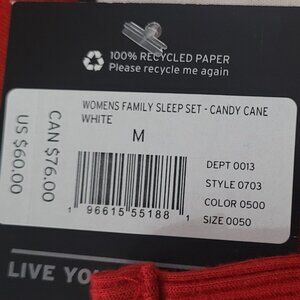 100% RECYCLED PAPER
Please recycle me again
WOMENS FAMILY SLEEP SET - CANDY CANE
WHITE
M
CAN $76.00
US $60.00
DEPT 0013
STYLE 0703
COLOR 0500
SIZE 0050
1 96615 55188 1
LIVE YOU